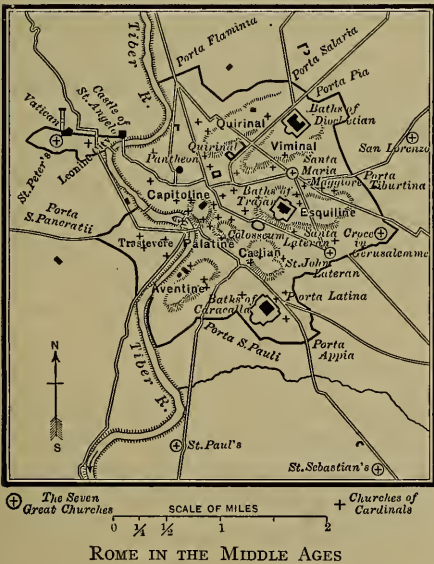 Tiber R.
Porta Flaminia
Porta Salaria
Porta Pia
Vatican
Castle of
St. Angelo
Baths of
Diocletian
Quirinal
Quirinal
Viminal
San Lorenzo
St. Peter's
Leonine City
Pantheon
Santa
Maria
Maggiore
Porta
Tiburtina
Capitoline
Baths of
Trajan
Esquiline
Porta
S. Pancratii
Trastevere
Palatine
Colosseum
Lateran
Santa Croce
in
Gerusalemme
Caelian
St. John
Lateran
Aventine
Baths of
Caracalla
Porta Latina
Porta S. Pauli
Porta
Appia
N
S
Tiber R.
St. Paul's
St. Sebastian's
The Seven
Great Churches
SCALE OF MILES
0 ¼ ½ 1 2
Churches of
Cardinals
ROME IN THE MIDDLE AGES